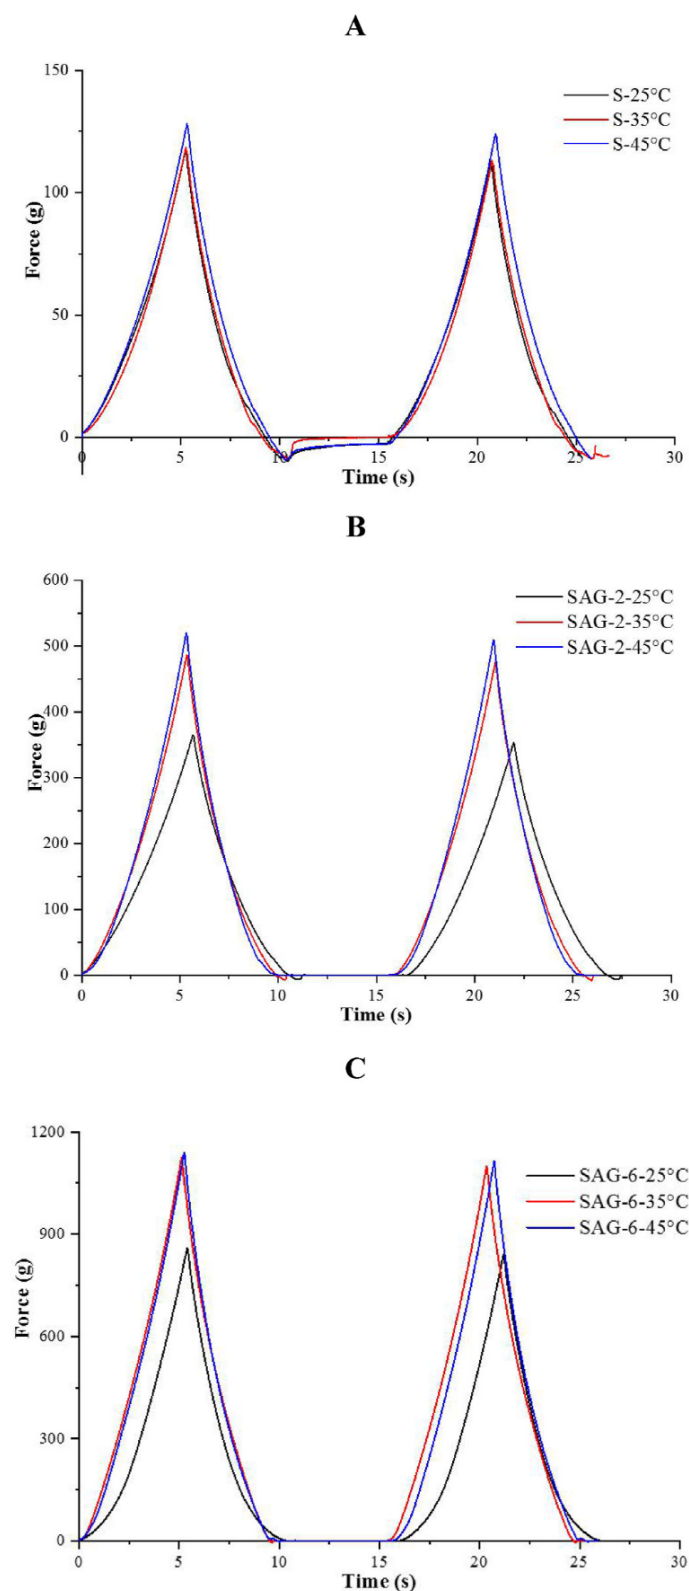 A
150
100
50
0
Force (g)
S-25°C
S-35°C
S-45°C
0 5 10 15 20 25 30
Time (s)
B
600
500
400
300
200
100
0
Force (g)
SAG-2-25°C
SAG-2-35°C
SAG-2-45°C
0 5 10 15 20 25 30
Time (s)
C
1200
900
600
300
0
Force (g)
SAG-6-25°C
SAG-6-35°C
SAG-6-45°C
0 5 10 15 20 25 30
Time (s)